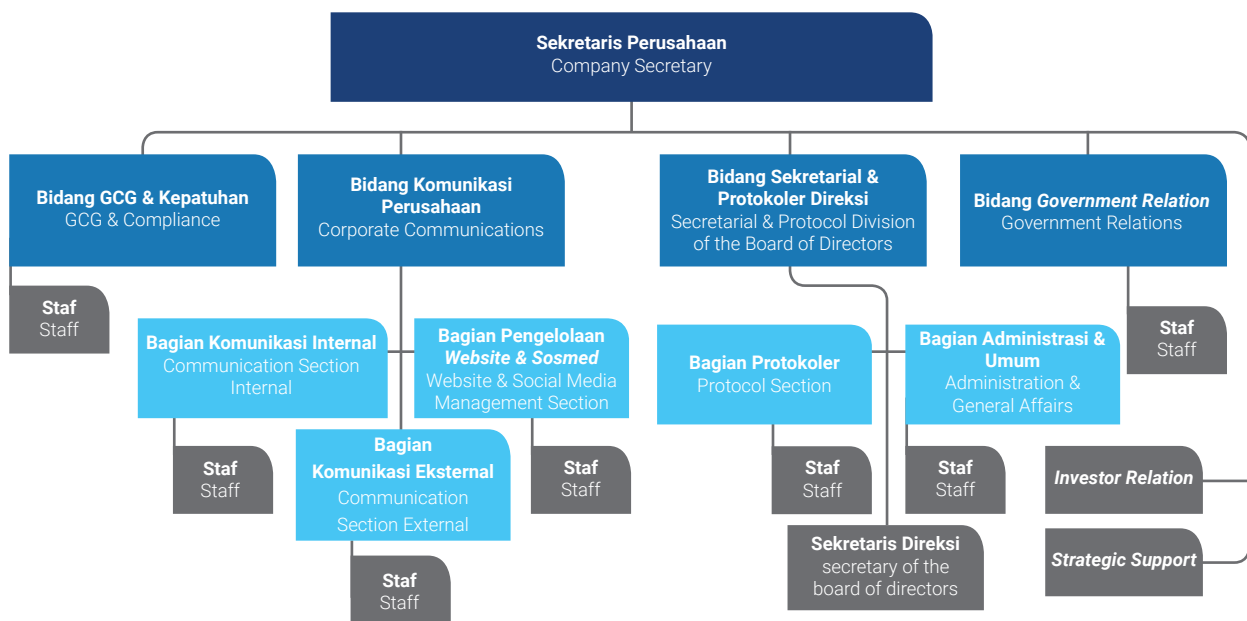 Sekretaris Perusahaan
Company Secretary
Bidang GCG & Kepatuhan
GCG & Compliance
Bidang Komunikasi
Perusahaan
Corporate Communications
Bidang Sekretarial &
Protokoler Direksi
Secretarial & Protocol Division
of the Board of Directors
Bidang Government Relation
Government Relations
Staf
Staff
Bagian Komunikasi Internal
Communication Section
Internal
Bagian Pengelolaan
Website & Sosmed
Website & Social Media
Management Section
Bagian Protokoler
Protocol Section
Bagian Administrasi &
Umum
Administration &
General Affairs
Staf
Staff
Staf
Staff
Bagian
Komunikasi Eksternal
Communication
Section External
Staf
Staff
Staf
Staff
Staf
Staff
Investor Relation
Sekretaris Direksi
secretary of the
board of directors
Strategic Support
Staf
Staff